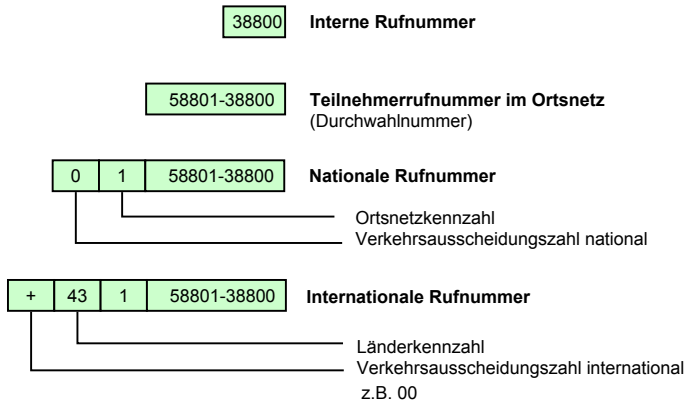 38800 Interne Rufnummer
58801-38800 Teilnehmerrufnummer im Ortsnetz
(Durchwahlnummer)
0 1 58801-38800 Nationale Rufnummer
Ortsnetzkennzahl
Verkehrsausscheidungszahl national
+ 43 1 58801-38800 Internationale Rufnummer
Länderkennzahl
Verkehrsausscheidungszahl international
z.B. 00